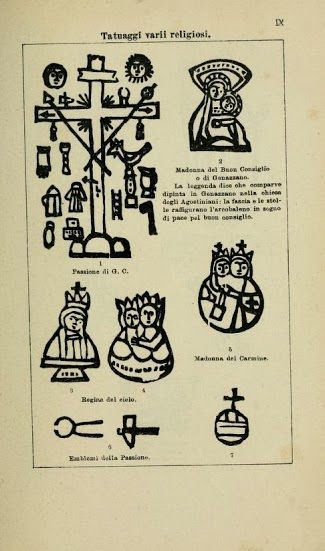 IX
Tatuaggi varii religiosi.
2
Madonna del Buon Consiglio
o di Genazzano.
La leggenda dice che comparve
dipinta in Genazzano nella chiesa
degli Agostiniani: la fascia e le stel-
le raffigurano l'arcobaleno in segno
di pace pel buon consiglio.
1
Passione di G. C.
5
Madonna del Carmine.
3 4
Regina del cielo.
6
Emblemi della Passione.
7